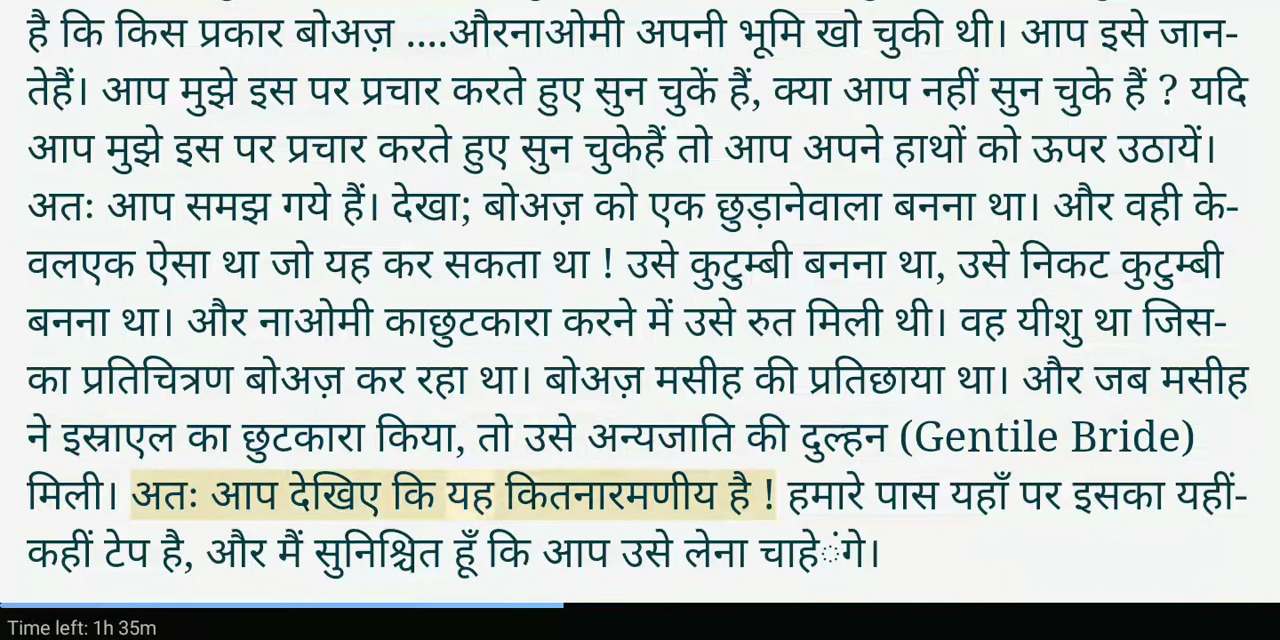 है कि किस प्रकार बोअज़ ....औरनाओमी अपनी भूमि खो चुकी थी। आप इसे जान-
तेहैं। आप मुझे इस पर प्रचार करते हुए सुन चुकें हैं, क्या आप नहीं सुन चुके हैं ? यदि
आप मुझे इस पर प्रचार करते हुए सुन चुकेहैं तो आप अपने हाथों को ऊपर उठायें।
अतः आप समझ गये हैं। देखा; बोअज़ को एक छुड़ानेवाला बनना था। और वही के-
वलएक ऐसा था जो यह कर सकता था ! उसे कुटुम्बी बनना था, उसे निकट कुटुम्बी
बनना था। और नाओमी काछुटकारा करने में उसे रुत मिली थी। वह यीशु था जिस-
का प्रतिचित्रण बोअज़ कर रहा था। बोअज़ मसीह की प्रतिछाया था। और जब मसीह
ने इस्राएल का छुटकारा किया, तो उसे अन्यजाति की दुल्हन (Gentile Bride)
मिली। अतः आप देखिए कि यह कितनारमणीय है ! हमारे पास यहाँ पर इसका यहीं-
कहीं टेप है, और मैं सुनिश्चित हूँ कि आप उसे लेना चाहेंगे।
Time left: 1h 35m